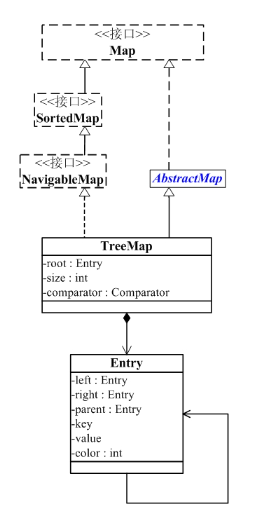 <<接口>>
Map
<<接口>>
SortedMap
<<接口>>
NavigableMap
AbstractMap
TreeMap
-root : Entry
-size : int
-comparator : Comparator
Entry
-left : Entry
-right : Entry
-parent : Entry
-key
-value
-color : int